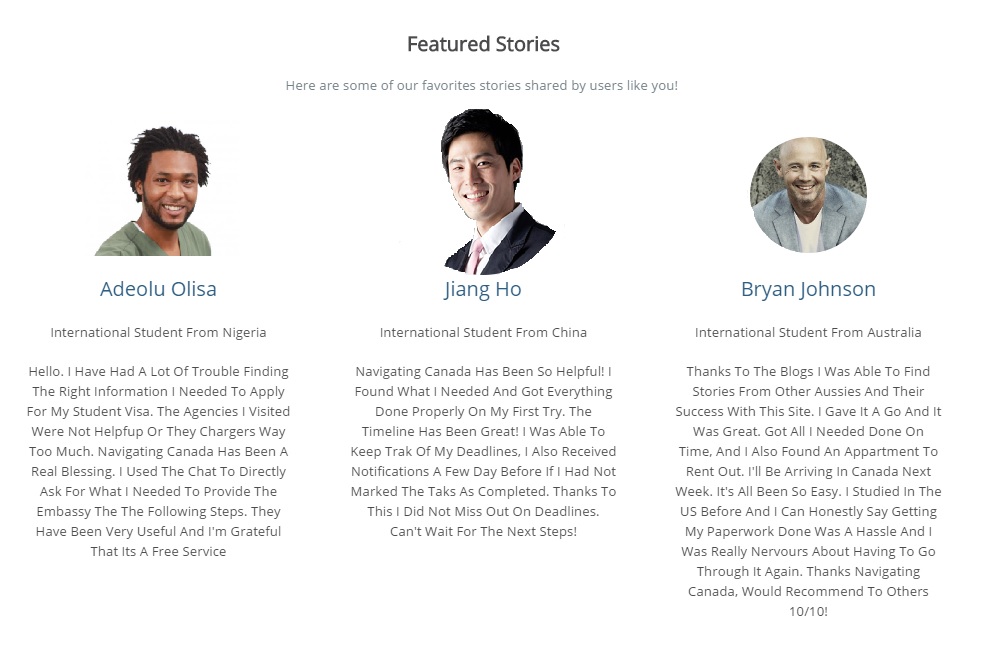 Featured Stories
Here are some of our favorites stories shared by users like you!
Adeolu Olisa
International Student From Nigeria
Hello. I Have Had A Lot Of Trouble Finding
The Right Information I Needed To Apply
For My Student Visa. The Agencies I Visited
Were Not Helpfup Or They Chargers Way
Too Much. Navigating Canada Has Been A
Real Blessing. I Used The Chat To Directly
Ask For What I Needed To Provide The
Embassy The The Following Steps. They
Have Been Very Useful And I'm Grateful
That Its A Free Service
Jiang Ho
International Student From China
Navigating Canada Has Been So Helpful! I
Found What I Needed And Got Everything
Done Properly On My First Try. The
Timeline Has Been Great! I Was Able To
Keep Trak Of My Deadlines, I Also Received
Notifications A Few Day Before If I Had Not
Marked The Taks As Completed. Thanks To
This I Did Not Miss Out On Deadlines.
Can't Wait For The Next Steps!
Bryan Johnson
International Student From Australia
Thanks To The Blogs I Was Able To Find
Stories From Other Aussies And Their
Success With This Site. I Gave It A Go And It
Was Great. Got All I Needed Done On
Time, And I Also Found An Appartment To
Rent Out. I'll Be Arriving In Canada Next
Week. It's All Been So Easy. I Studied In The
US Before And I Can Honestly Say Getting
My Paperwork Done Was A Hassle And I
Was Really Nervours About Having To Go
Through It Again. Thanks Navigating
Canada, Would Recommend To Others
10/10!